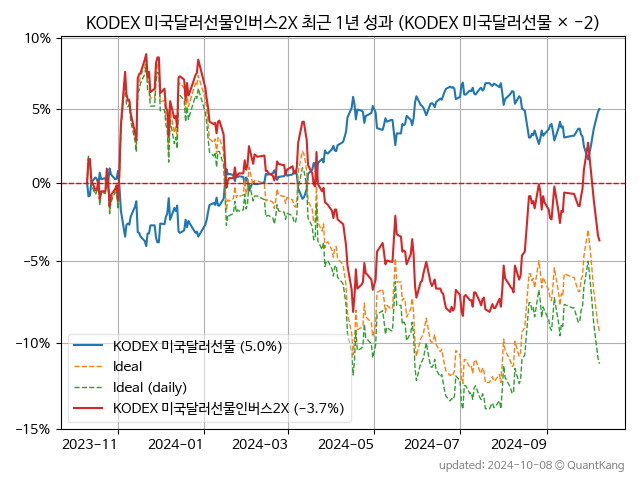 KODEX 미국달러선물인버스2X 최근 1년 성과 (KODEX 미국달러선물 × −2)
10%
5%
0%
−5%
−10%
−15%
KODEX 미국달러선물 (5.0%)
Ideal
Ideal (daily)
KODEX 미국달러선물인버스2X (−3.7%)
2023−11 2024−01 2024−03 2024−05 2024−07 2024−09
updated: 2024-10-08 © QuantKang